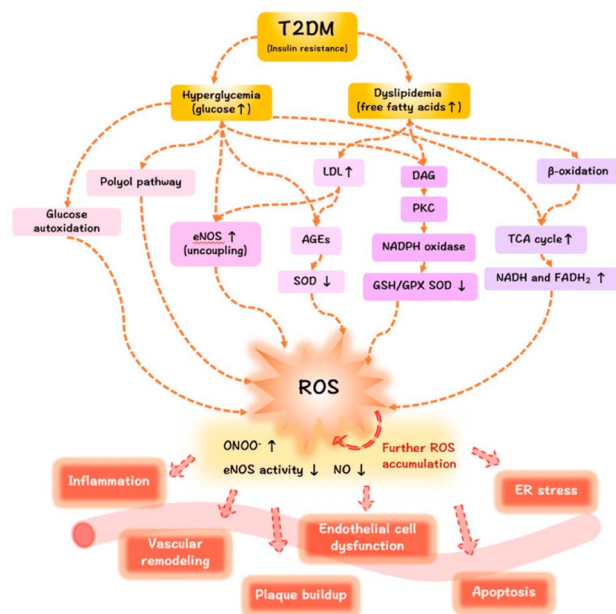 T2DM
(Insulin resistance)
Hyperglycemia
(glucose↑)
Dyslipidemia
(free fatty acids↑)
Polyol pathway
LDL↑
DAG
β-oxidation
Glucose
autoxidation
eNOS ↑
(uncoupling)
AGEs
PKC
NADPH oxidase
TCA cycle↑
SOD ↓
GSH/GPX SOD ↓
NADH and FADH₂ ↑
ROS
ONOO⁻ ↑
eNOS activity ↓ NO ↓
Further ROS
accumulation
Inflammation
ER stress
Vascular
remodeling
Endothelial cell
dysfunction
Plaque buildup
Apoptosis